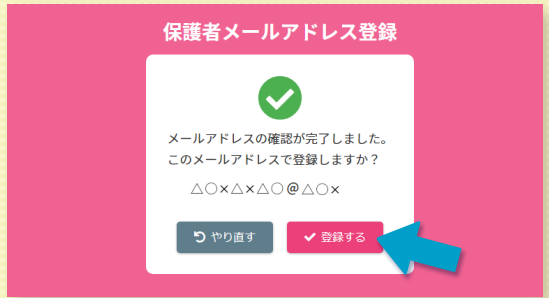 保護者メールアドレス登録
メールアドレスの確認が完了しました。
このメールアドレスで登録しますか？
△○×△×△○＠△○×
やり直す
登録する